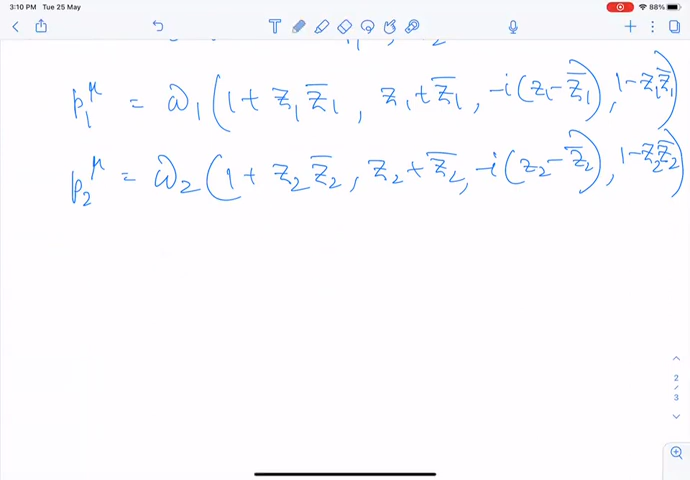 3:10 PM Tue 25 May
88%
p₁^μ = ω₁(1 + z₁z̄₁, z₁ + z̄₁, -i(z₁ - z̄₁), 1 - z₁z̄₁)
p₂^μ = ω₂(1 + z₂z̄₂, z₂ + z̄₂, -i(z₂ - z̄₂), 1 - z₂z̄₂)
2
/
3